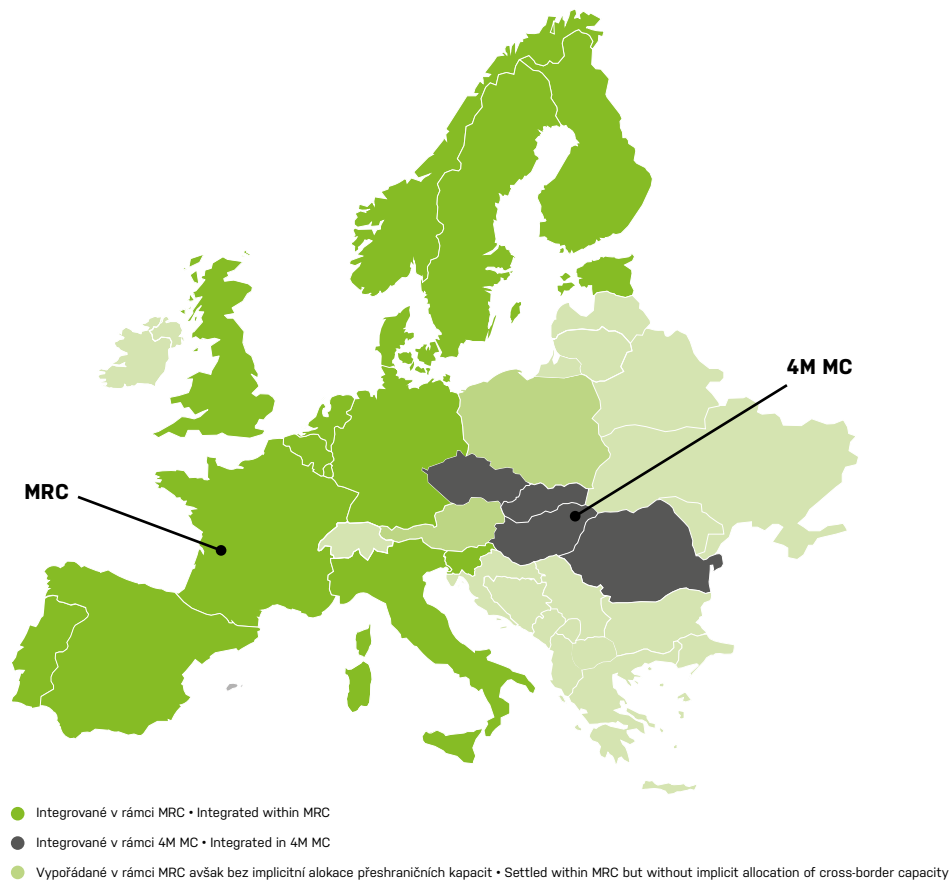 4M MC
MRC
Integrované v rámci MRC • Integrated within MRC
Integrované v rámci 4M MC • Integrated in 4M MC
Vypořádané v rámci MRC avšak bez implicitní alokace přeshraničních kapacit • Settled within MRC but without implicit allocation of cross-border capacity